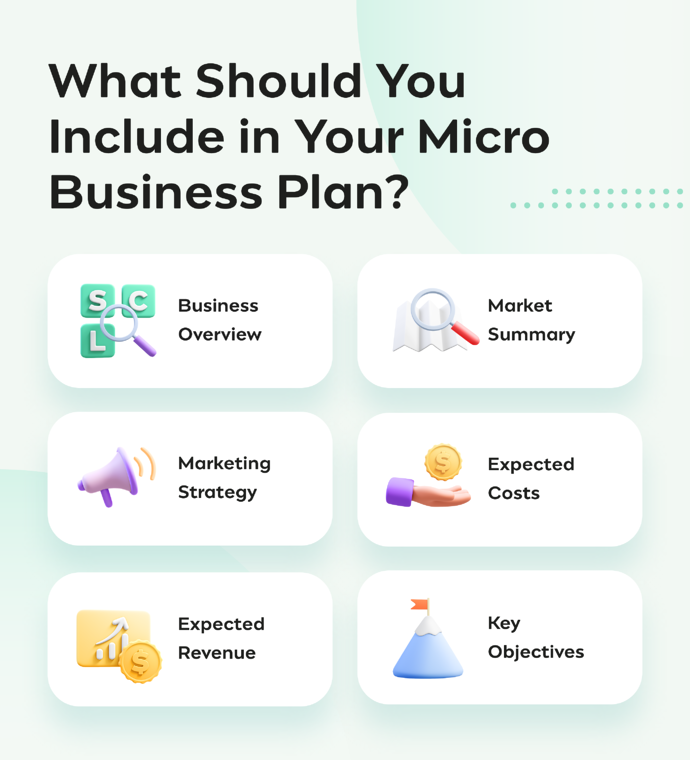 What Should You
Include in Your Micro
Business Plan?
S C
L
Business
Overview
Market
Summary
Marketing
Strategy
$
Expected
Costs
$
Expected
Revenue
Key
Objectives